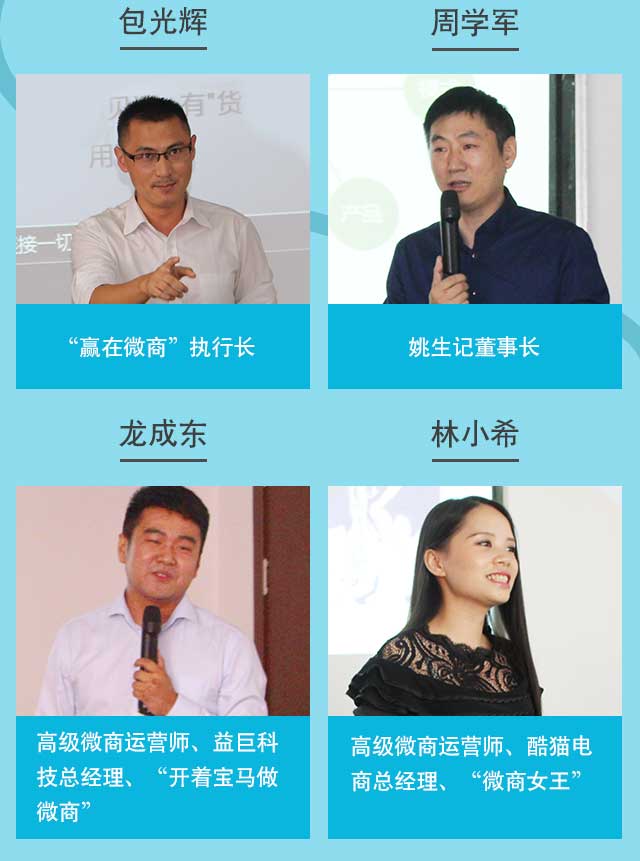 包光辉
周学军
有"货
用
接一切
产品
“赢在微商”执行长
姚生记董事长
龙成东
林小希
高级微商运营师、益巨科
技总经理、“开着宝马做
微商”
高级微商运营师、酷猫电
商总经理、“微商女王”